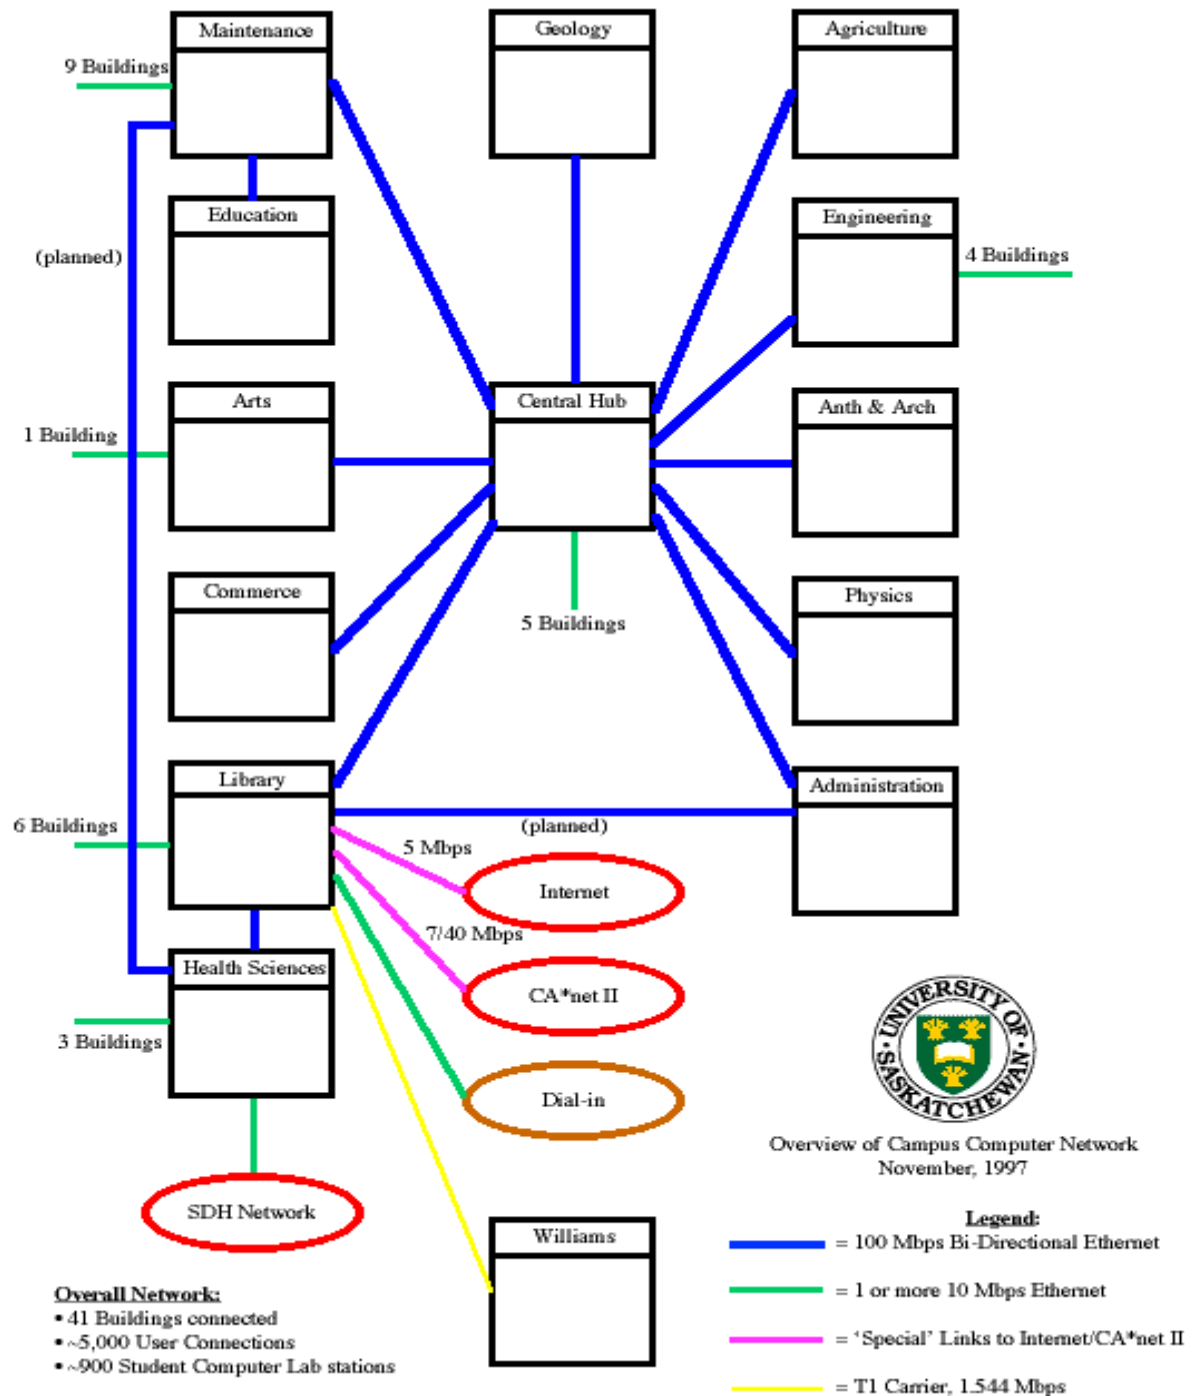 Maintenance
Geology
Agriculture
9 Buildings
Education
Engineering
(planned)
4 Buildings
Arts
Central Hub
Anth & Arch
1 Building
Commerce
Physics
5 Buildings
Library
Administration
6 Buildings
(planned)
5 Mbps
Internet
7/40 Mbps
Health Sciences
CA*net II
3 Buildings
Dial-in
UNIVERSITY OF
SASKATCHEWAN
Overview of Campus Computer Network
November, 1997
SDH Network
Williams
Legend:
= 100 Mbps Bi-Directional Ethernet
= 1 or more 10 Mbps Ethernet
= 'Special' Links to Internet/CA*net II
= T1 Carrier, 1.544 Mbps
Overall Network:
• 41 Buildings connected
• ~5,000 User Connections
• ~900 Student Computer Lab stations